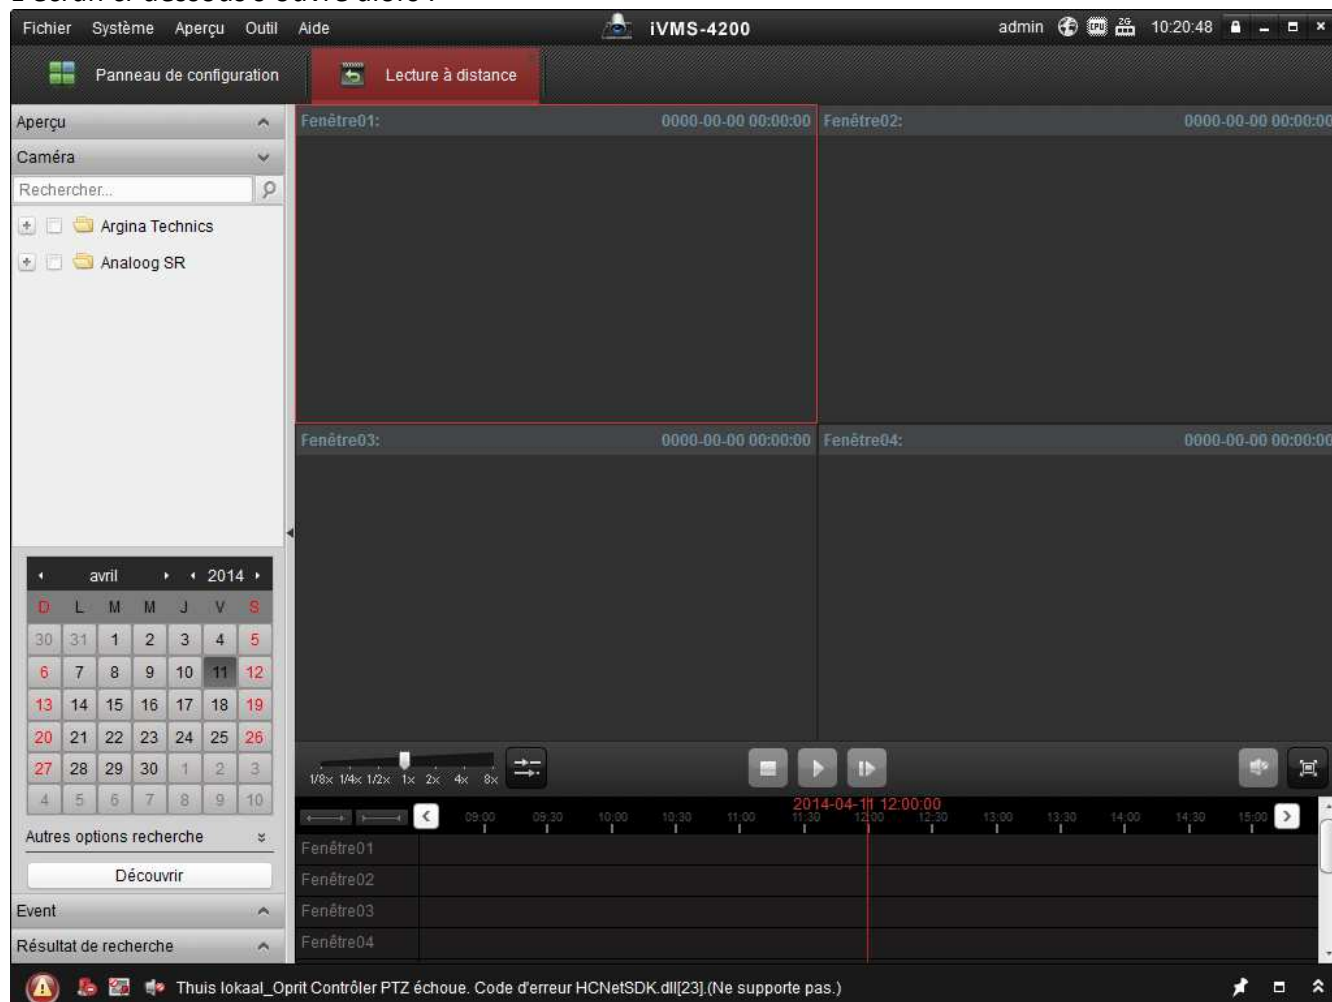 L'écran ci-dessous s'ouvre alors :
Fichier Système Aperçu Outil Aide iVMS-4200 admin CPU 2G 10:20:48
Panneau de configuration Lecture à distance
Aperçu
Caméra
Rechercher...
Argina Technics
Analoog SR
Fenêtre01: 0000-00-00 00:00:00 Fenêtre02: 0000-00-00 00:00:00
Fenêtre03: 0000-00-00 00:00:00 Fenêtre04: 0000-00-00 00:00:00
avril 2014
D L M M J V S
30 31 1 2 3 4 5
6 7 8 9 10 11 12
13 14 15 16 17 18 19
20 21 22 23 24 25 26
27 28 29 30 1 2 3
4 5 6 7 8 9 10
Autres options recherche
Découvrir
Event
Résultat de recherche
1/8x 1/4x 1/2x 1x 2x 4x 8x
2014-04-11 12:00:00
09:00 09:30 10:00 10:30 11:00 11:30 12:00 12:30 13:00 13:30 14:00 14:30 15:00
Fenêtre01
Fenêtre02
Fenêtre03
Fenêtre04
Thuis lokaal_Oprit Contrôler PTZ échoue. Code d'erreur HCNetSDK.dll[23].(Ne supporte pas.)